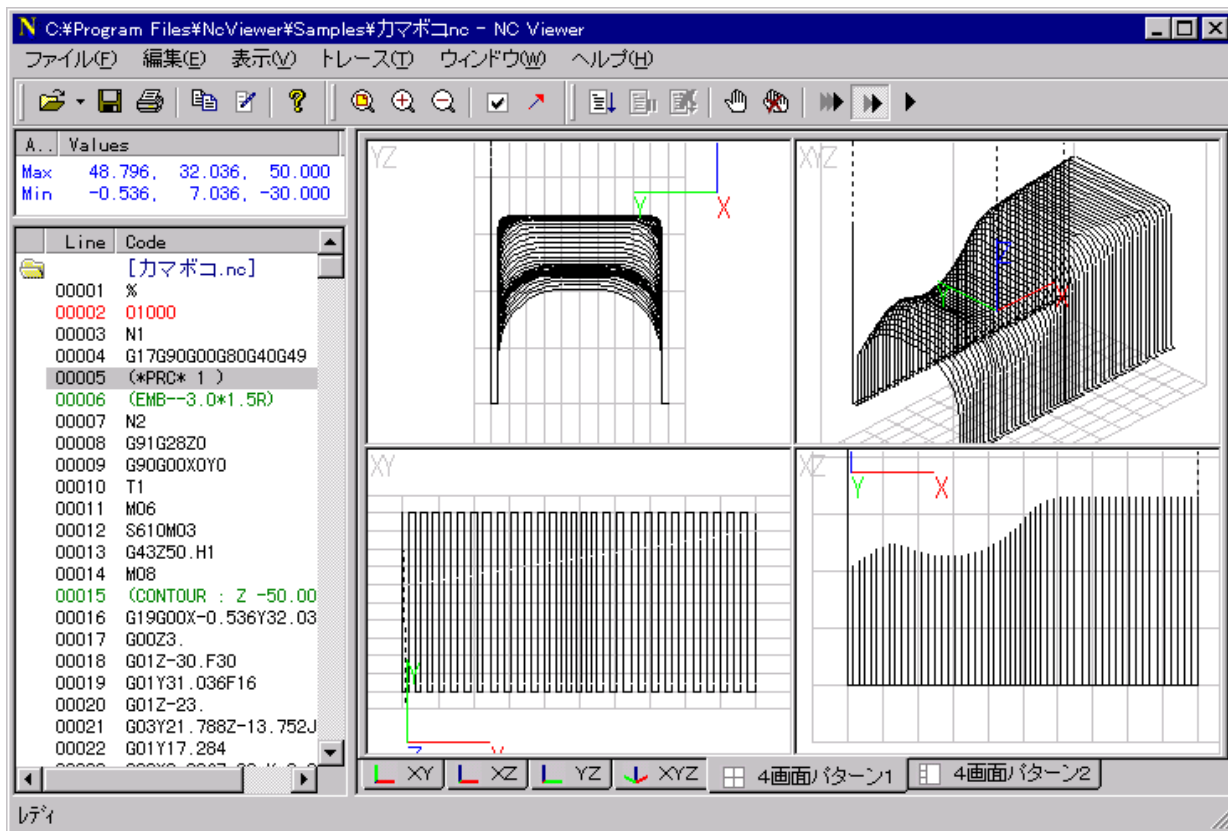 C:¥Program Files¥NcViewer¥Samples¥カマボコnc - NC Viewer
ファイル(F) 編集(E) 表示(V) トレース(T) ウィンドウ(W) ヘルプ(H)
A.. Values
Max 48.796, 32.036, 50.000
Min -0.536, 7.036, -30.000
Line Code
[カマボコ.nc]
00001 %
00002 O1000
00003 N1
00004 G17G90G00G80G40G49
00005 (*PRC* 1 )
00006 (EMB--3.0*1.5R)
00007 N2
00008 G91G28Z0
00009 G90G00X0Y0
00010 T1
00011 M06
00012 S610M03
00013 G43Z50.H1
00014 M08
00015 (CONTOUR : Z -50.00
00016 G19G00X-0.536Y32.03
00017 G00Z3.
00018 G01Z-30.F30
00019 G01Y31.036F16
00020 G01Z-23.
00021 G03Y21.788Z-13.752J
00022 G01Y17.284
YZ
Y
X
XYZ
Z
Y
X
XY
Y
Z
X
XZ
Y
X
XY XZ YZ XYZ 4画面パターン1 4画面パターン2
レディ